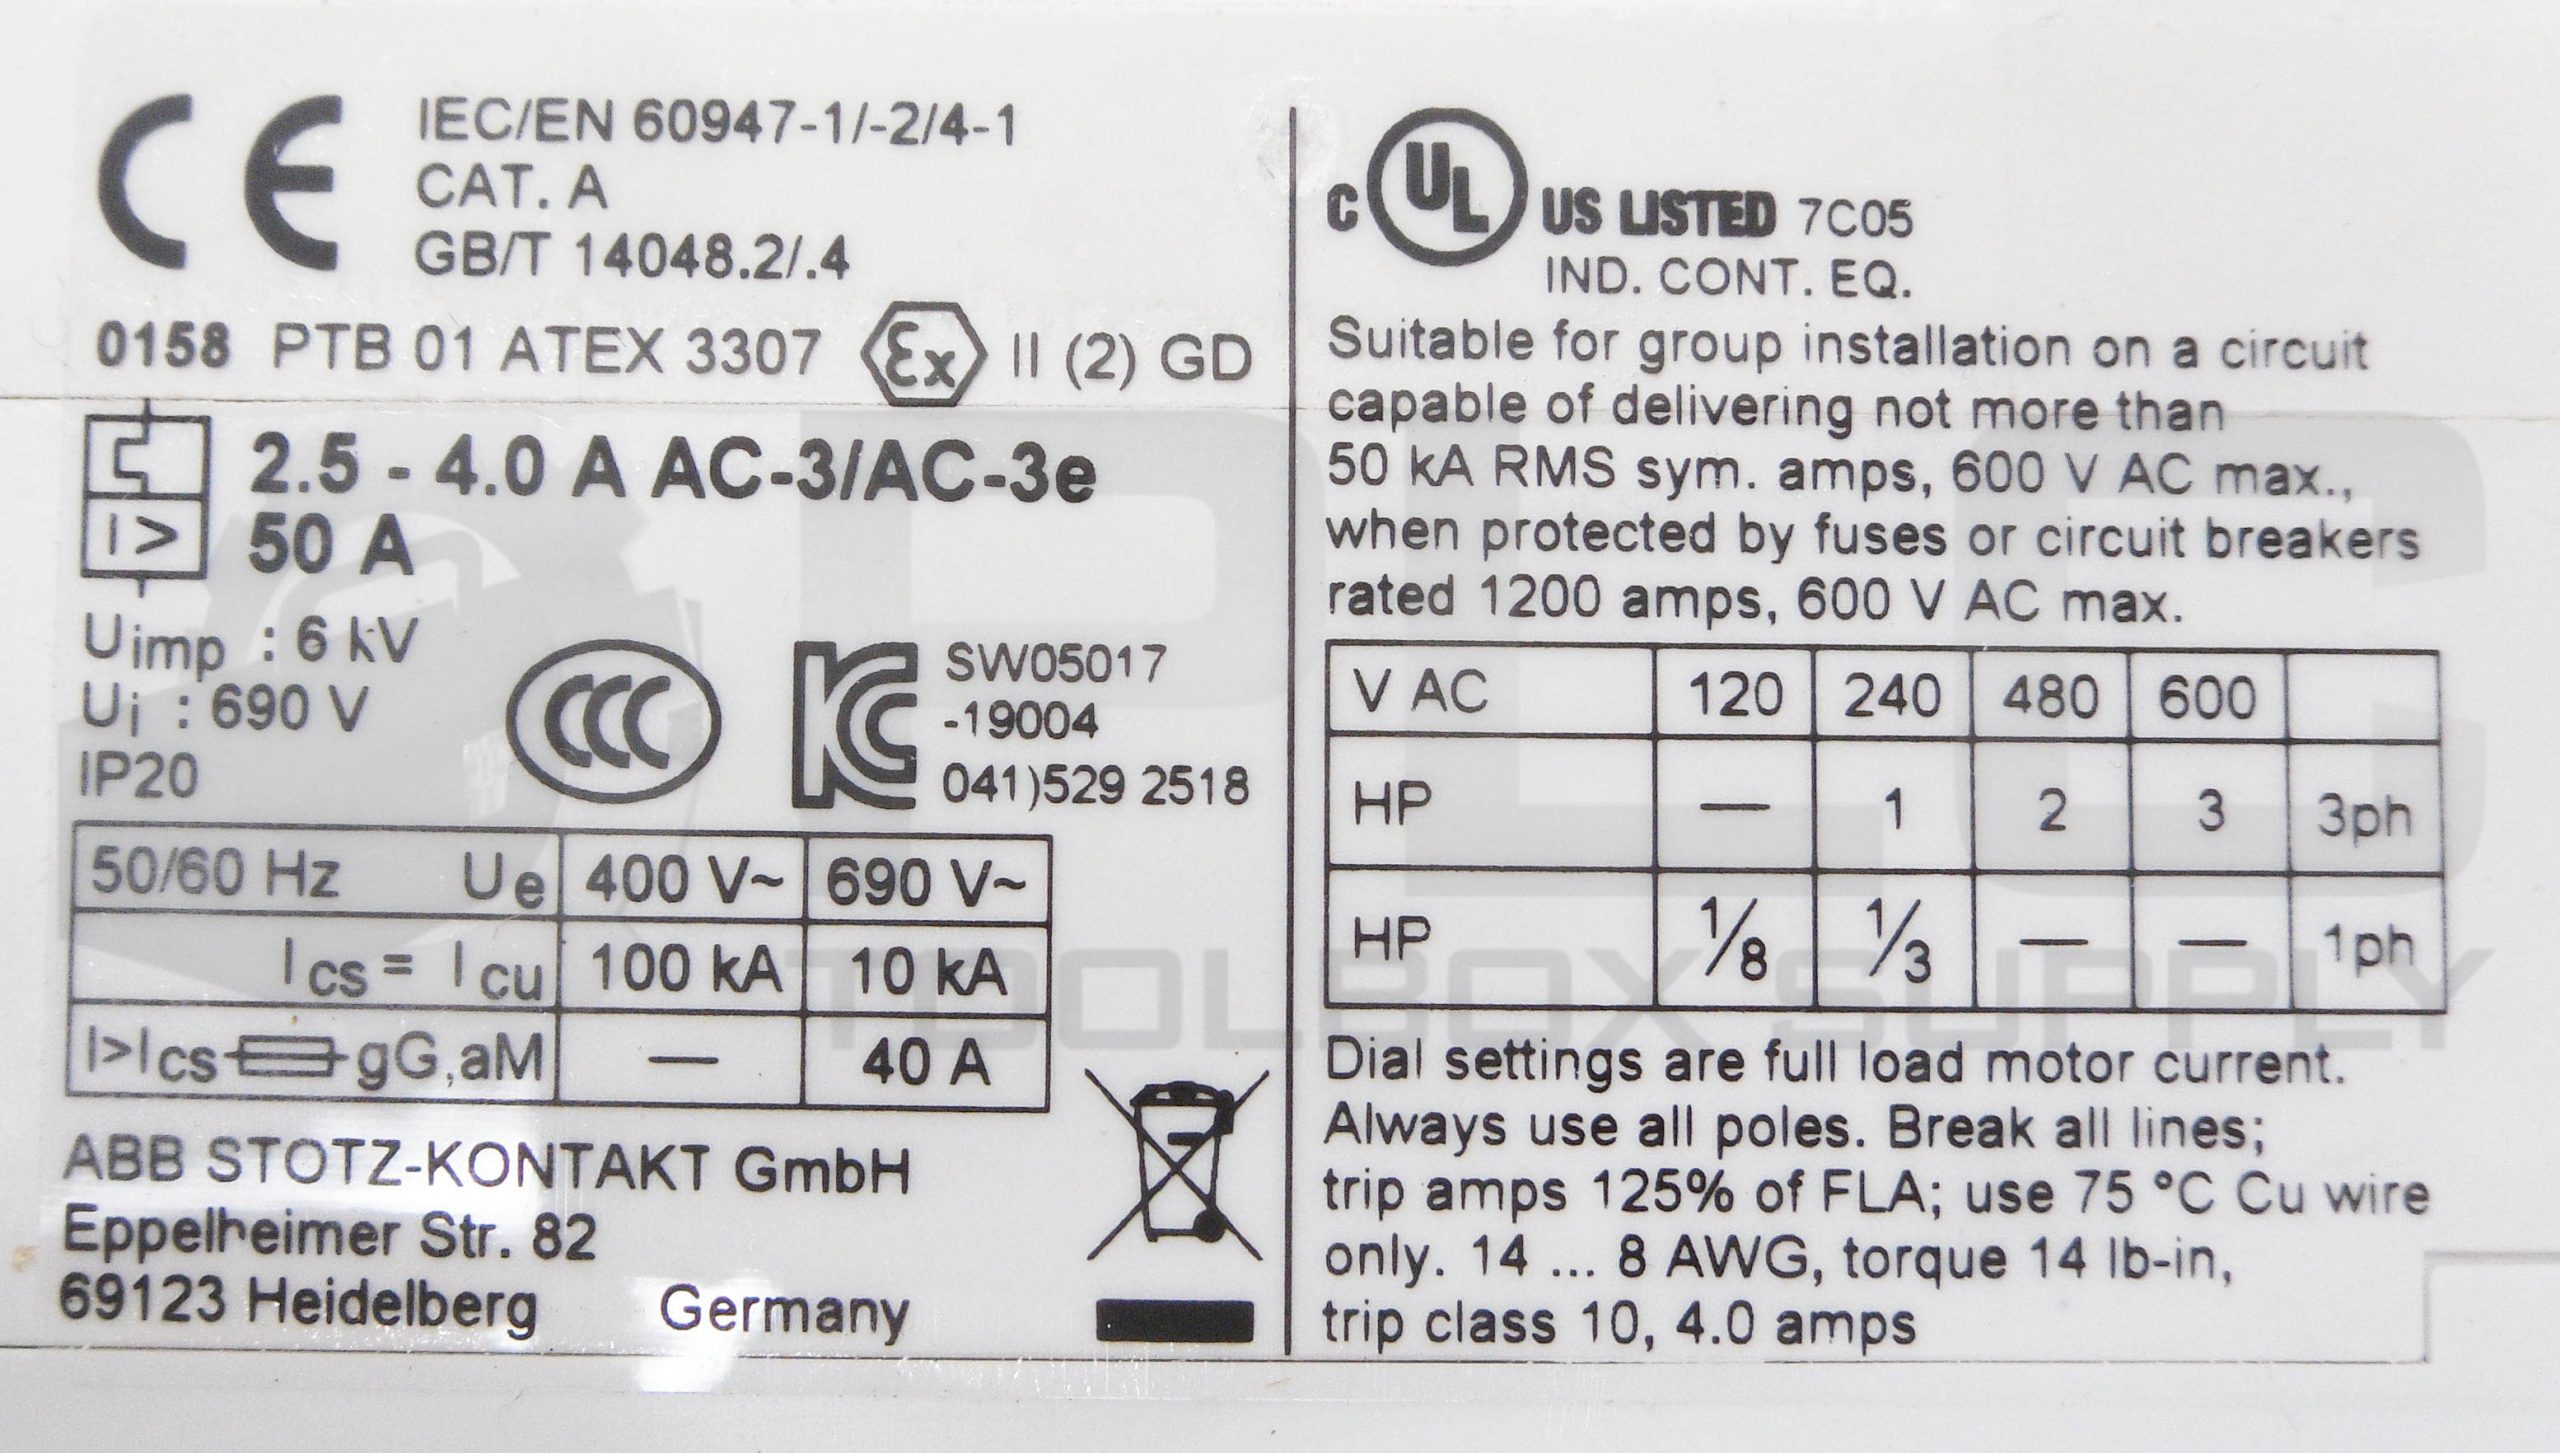 CE IEC/EN 60947-1/-2/4-1
CAT. A
GB/T 14048.2/.4
0158 PTB 01 ATEX 3307 Ex II (2) GD
2.5 - 4.0 A AC-3/AC-3e
I> 50 A
Uimp : 6 kV
Ui : 690 V
IP20
CCC
KC SW05017
-19004
041)529 2518
50/60 Hz Ue 400 V~ 690 V~
Ics = Icu 100 kA 10 kA
I>Ics gG,aM — 40 A
ABB STOTZ-KONTAKT GmbH
Eppelheimer Str. 82
69123 Heidelberg Germany
C UL US LISTED 7C05
IND. CONT. EQ.
Suitable for group installation on a circuit
capable of delivering not more than
50 kA RMS sym. amps, 600 V AC max.,
when protected by fuses or circuit breakers
rated 1200 amps, 600 V AC max.
V AC 120 240 480 600
HP — 1 2 3 3ph
HP 1/8 1/3 — — 1ph
Dial settings are full load motor current.
Always use all poles. Break all lines;
trip amps 125% of FLA; use 75 °C Cu wire
only. 14 ... 8 AWG, torque 14 lb-in,
trip class 10, 4.0 amps
PLC
TOOLBOX SUPPLY